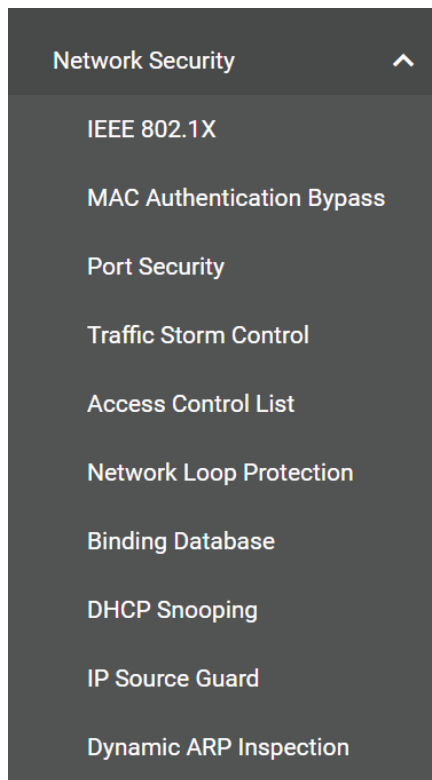 Network Security
IEEE 802.1X
MAC Authentication Bypass
Port Security
Traffic Storm Control
Access Control List
Network Loop Protection
Binding Database
DHCP Snooping
IP Source Guard
Dynamic ARP Inspection